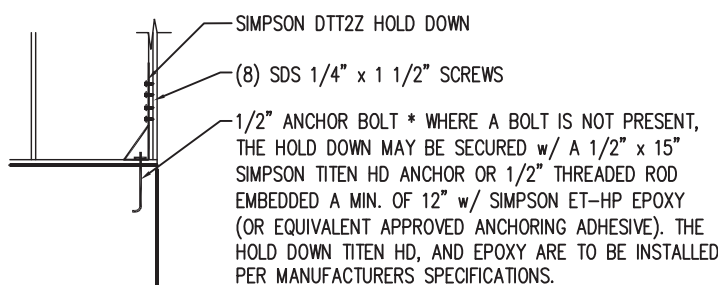 SIMPSON DTT2Z HOLD DOWN
(8) SDS 1/4" x 1 1/2" SCREWS
1/2" ANCHOR BOLT * WHERE A BOLT IS NOT PRESENT,
THE HOLD DOWN MAY BE SECURED w/ A 1/2" x 15"
SIMPSON TITEN HD ANCHOR OR 1/2" THREADED ROD
EMBEDDED A MIN. OF 12" w/ SIMPSON ET-HP EPOXY
(OR EQUIVALENT APPROVED ANCHORING ADHESIVE). THE
HOLD DOWN TITEN HD, AND EPOXY ARE TO BE INSTALLED
PER MANUFACTURERS SPECIFICATIONS.